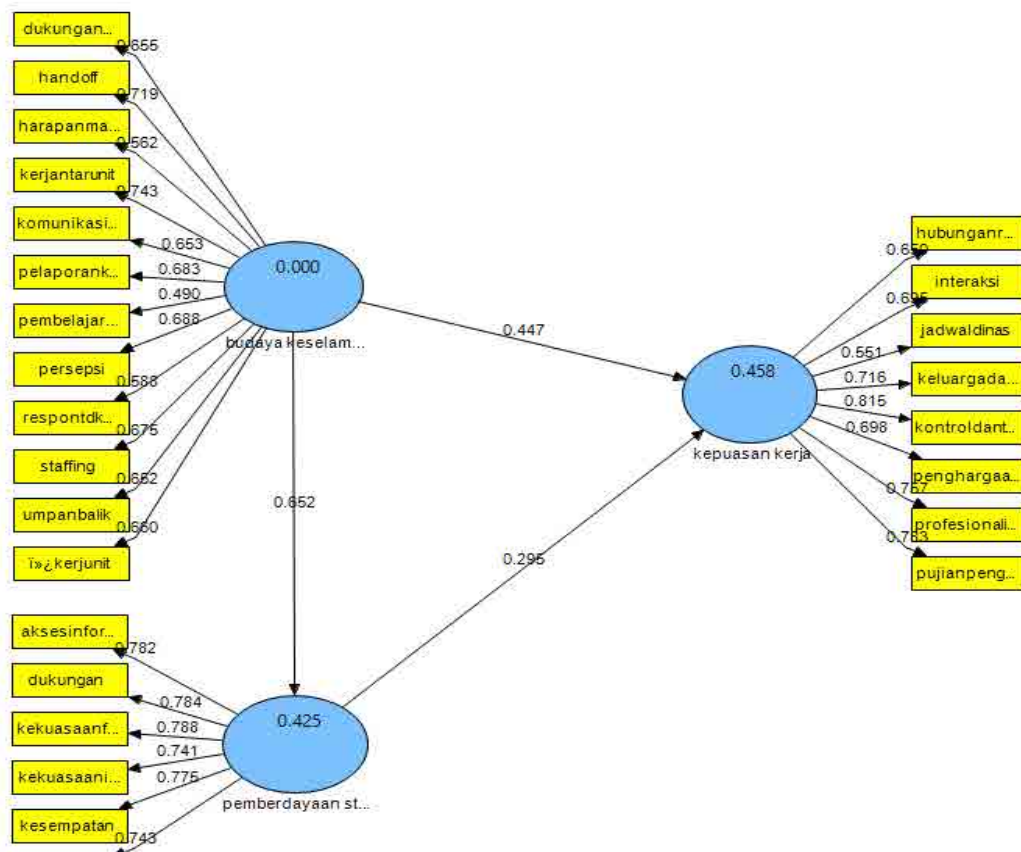 dukungan...
0.655
handoff
0.719
harapanma...
0.562
kerjantarunit
0.743
komunikasi...
0.653
pelaporank...
0.683
pembelajar...
0.490
persepsi
0.688
respontdk...
0.588
staffing
0.675
umpanbalik
0.652
ï»¿kerjunit
0.660
0.000
budaya keselam...
0.447
0.652
0.295
aksesinfor...
0.782
dukungan
0.784
kekuasaanf...
0.788
kekuasaani...
0.741
kesempatan
0.775
0.743
0.425
pemberdayaan st...
0.458
kepuasan kerja
hubunganr...
interaksi
0.695
jadwaldinas
0.551
keluargada...
0.716
kontroldant...
0.815
penghargaa...
0.698
profesionali...
0.757
pujianpeng...